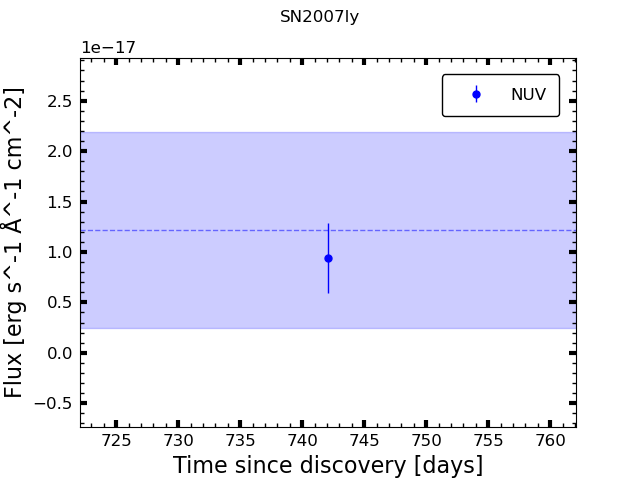 SN2007ly
1e−17
NUV
2.5
2.0
1.5
1.0
0.5
0.0
−0.5
Flux [erg s^-1 Å^-1 cm^-2]
725 730 735 740 745 750 755 760
Time since discovery [days]